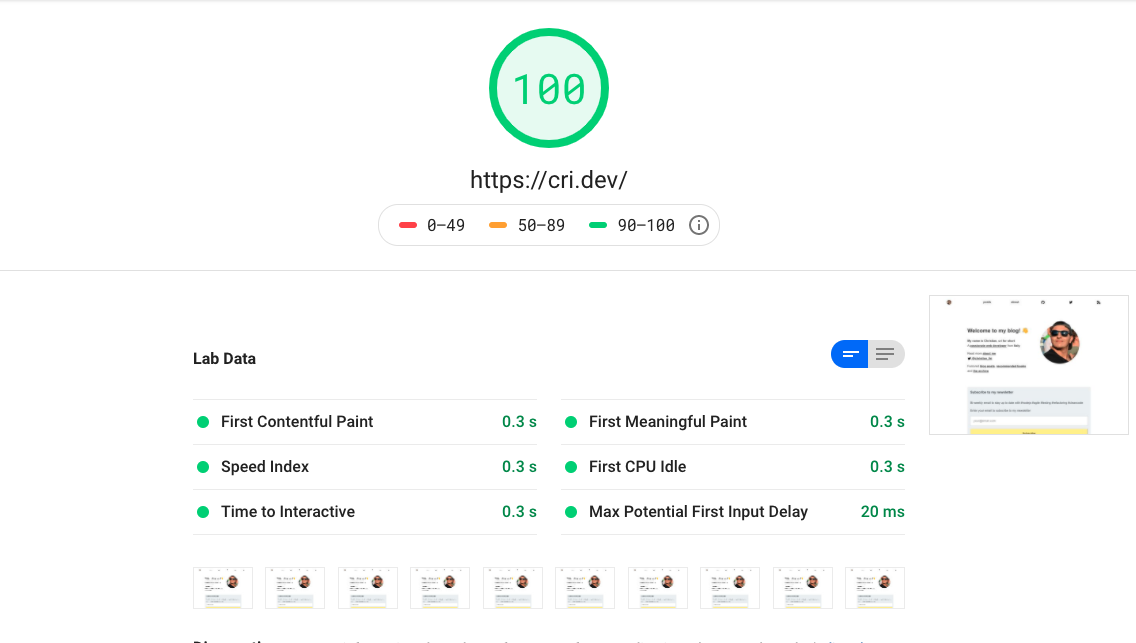 100
https://cri.dev/
0–49 50–89 90–100
Lab Data
First Contentful Paint 0.3 s First Meaningful Paint 0.3 s
Speed Index 0.3 s First CPU Idle 0.3 s
Time to Interactive 0.3 s Max Potential First Input Delay 20 ms
Welcome to my blog!
Subscribe to my newsletter